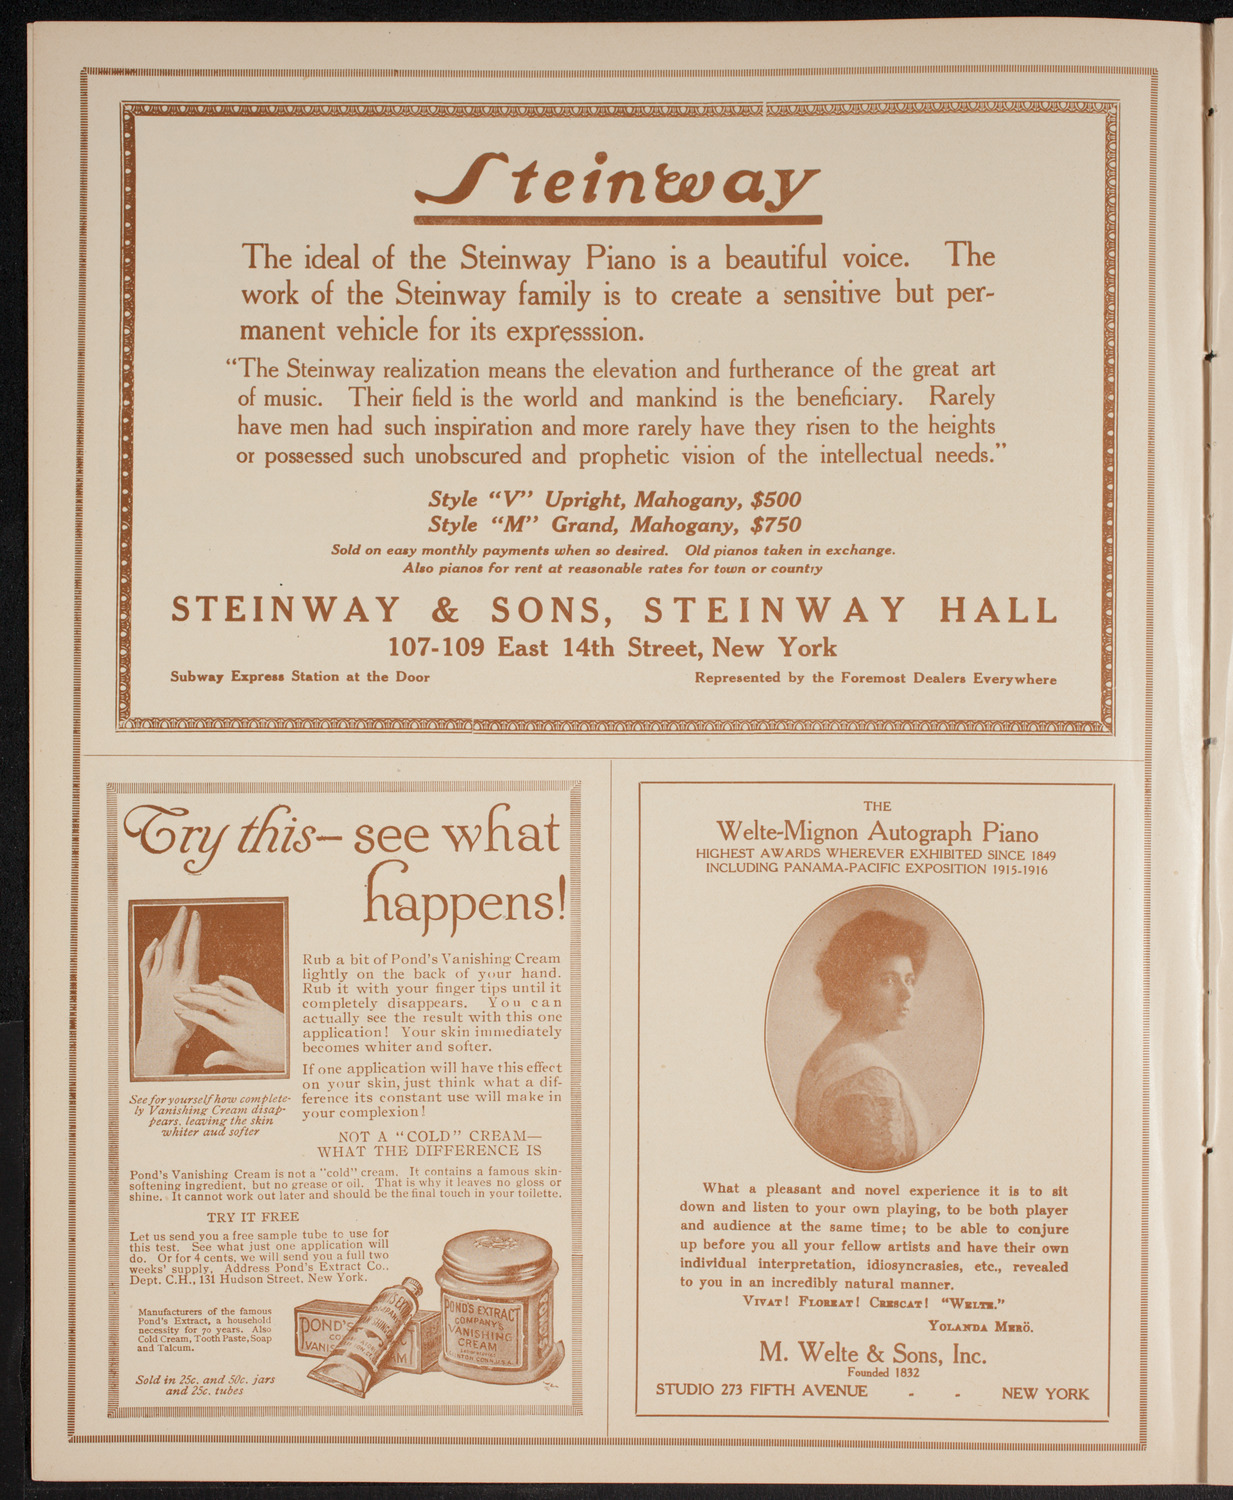 Steinway
The ideal of the Steinway Piano is a beautiful voice. The
work of the Steinway family is to create a sensitive but per-
manent vehicle for its expresssion.
"The Steinway realization means the elevation and furtherance of the great art
of music. Their field is the world and mankind is the beneficiary. Rarely
have men had such inspiration and more rarely have they risen to the heights
or possessed such unobscured and prophetic vision of the intellectual needs."
Style "V" Upright, Mahogany, $500
Style "M" Grand, Mahogany, $750
Sold on easy monthly payments when so desired. Old pianos taken in exchange.
Also pianos for rent at reasonable rates for town or country
STEINWAY & SONS, STEINWAY HALL
107-109 East 14th Street, New York
Subway Express Station at the Door
Represented by the Foremost Dealers Everywhere
Try this—see what
happens!
Rub a bit of Pond's Vanishing Cream
lightly on the back of your hand.
Rub it with your finger tips until it
completely disappears. You can
actually see the result with this one
application! Your skin immediately
becomes whiter and softer.
If one application will have this effect
on your skin, just think what a dif-
ference its constant use will make in
your complexion!
See for yourself how complete-
ly Vanishing Cream disap-
pears, leaving the skin
whiter and softer
NOT A "COLD" CREAM—
WHAT THE DIFFERENCE IS
Pond's Vanishing Cream is not a "cold" cream. It contains a famous skin-
softening ingredient, but no grease or oil. That is why it leaves no gloss or
shine. It cannot work out later and should be the final touch in your toilette.
TRY IT FREE
Let us send you a free sample tube to use for
this test. See what just one application will
do. Or for 4 cents, we will send you a full two
weeks' supply. Address Pond's Extract Co.,
Dept. C.H., 131 Hudson Street, New York.
Manufacturers of the famous
Pond's Extract, a household
necessity for 70 years. Also
Cold Cream, Tooth Paste, Soap
and Talcum.
Sold in 25c. and 50c. jars
and 25c. tubes
POND'S
VANIS
POND'S EXTRACT
COMPANY'S
VANISHING
CREAM
THE
Welte-Mignon Autograph Piano
HIGHEST AWARDS WHEREVER EXHIBITED SINCE 1849
INCLUDING PANAMA-PACIFIC EXPOSITION 1915-1916
What a pleasant and novel experience it is to sit
down and listen to your own playing, to be both player
and audience at the same time; to be able to conjure
up before you all your fellow artists and have their own
individual interpretation, idiosyncrasies, etc., revealed
to you in an incredibly natural manner.
VIVAT! FLOREAT! CRESCAT! "WELTE."
YOLANDA MERÖ.
M. Welte & Sons, Inc.
Founded 1832
STUDIO 273 FIFTH AVENUE - - NEW YORK